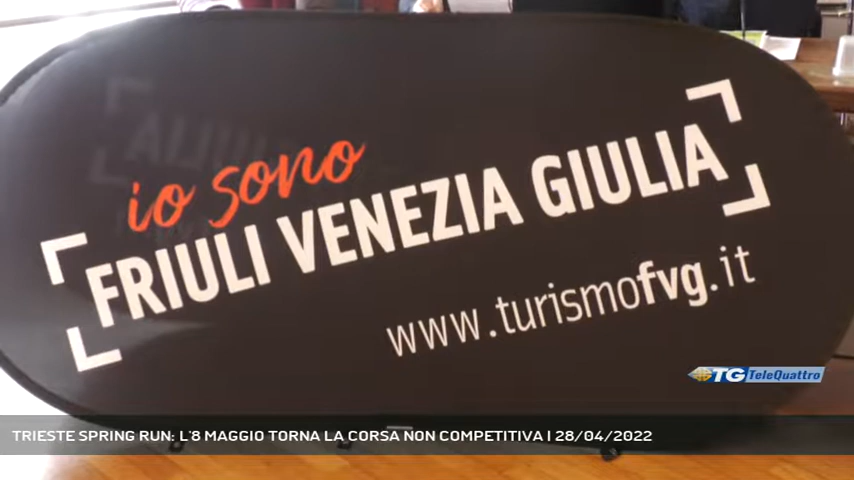 io sono
FRIULI VENEZIA GIULIA
www.turismofvg.it
TG TeleQuattro
TRIESTE SPRING RUN: L'8 MAGGIO TORNA LA CORSA NON COMPETITIVA | 28/04/2022